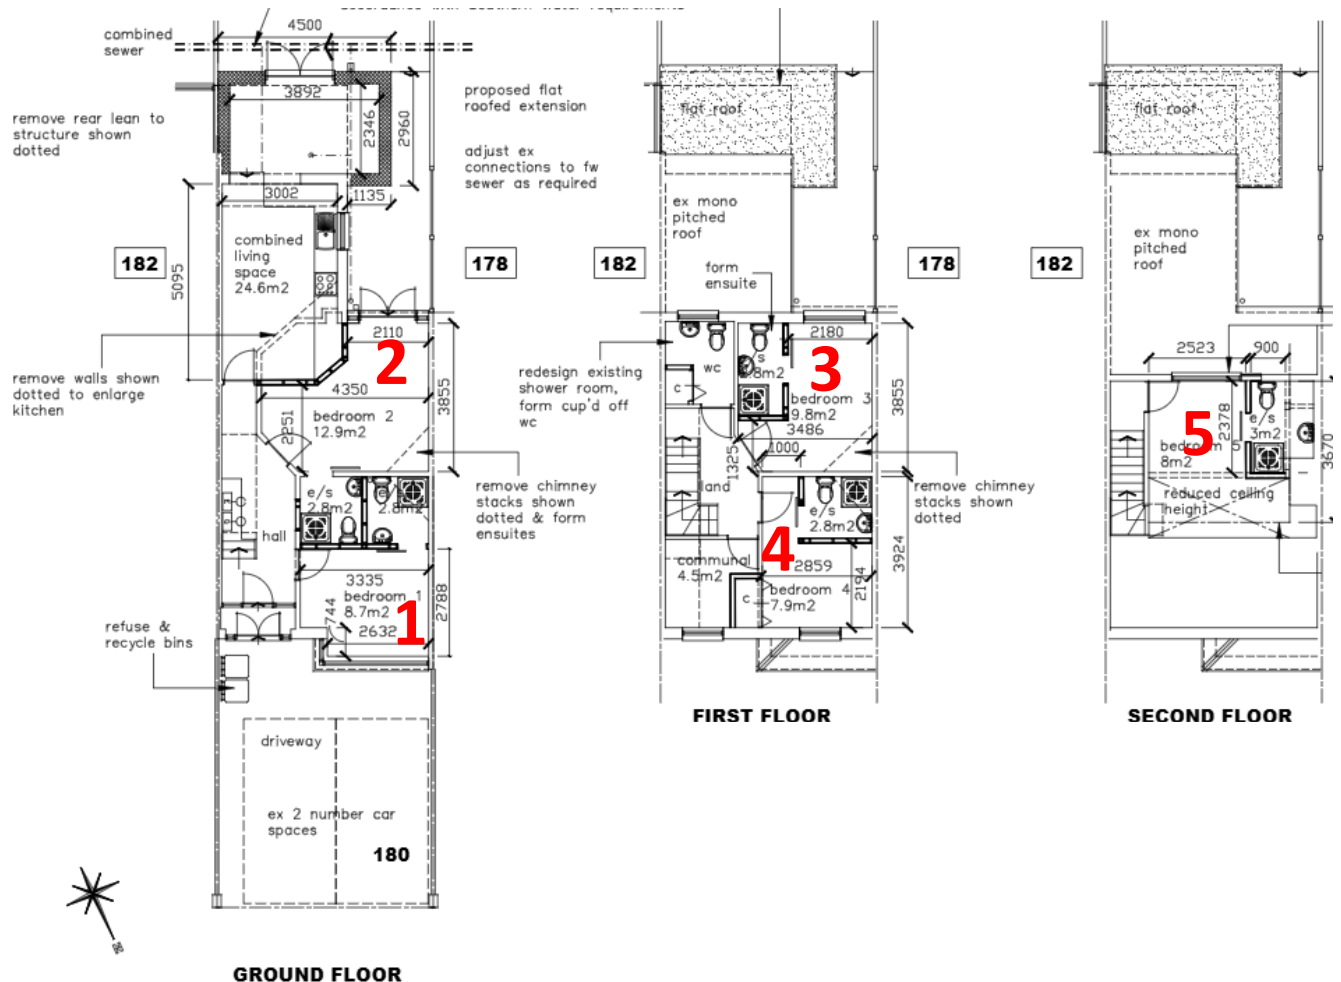 4500
combined
sewer
3892
2346
2960
proposed flat
roofed extension
remove rear lean to
structure shown
dotted
adjust ex
connections to fw
sewer as required
3002
1135
182
combined
living
space
24.6m2
178
5095
2110
2
remove walls shown
dotted to enlarge
kitchen
4350
3855
2251
bedroom 2
12.9m2
remove chimney
stacks shown
dotted & form
ensuites
e/s
2.8m2
2.8m2
hall
3335
bedroom 1
8.7m2
1
744
2632
2788
refuse &
recycle bins
driveway
ex 2 number car
spaces
180
GROUND FLOOR
flat roof
ex mono
pitched
roof
182
178
form
ensuite
redesign existing
shower room,
form cup'd off
wc
wc
c
2180
3
bedroom 3
9.8m2
3855
3486
1000
1325
land
remove chimney
stacks shown
dotted
e/s
2.8m2
4
communal
4.5m2
2859
2194
3924
c
bedroom 4
7.9m2
FIRST FLOOR
flat roof
ex mono
pitched
roof
182
2523
900
5
2378
e/s
3m2
bedroom 5
8m2
3670
reduced ceiling
height
SECOND FLOOR